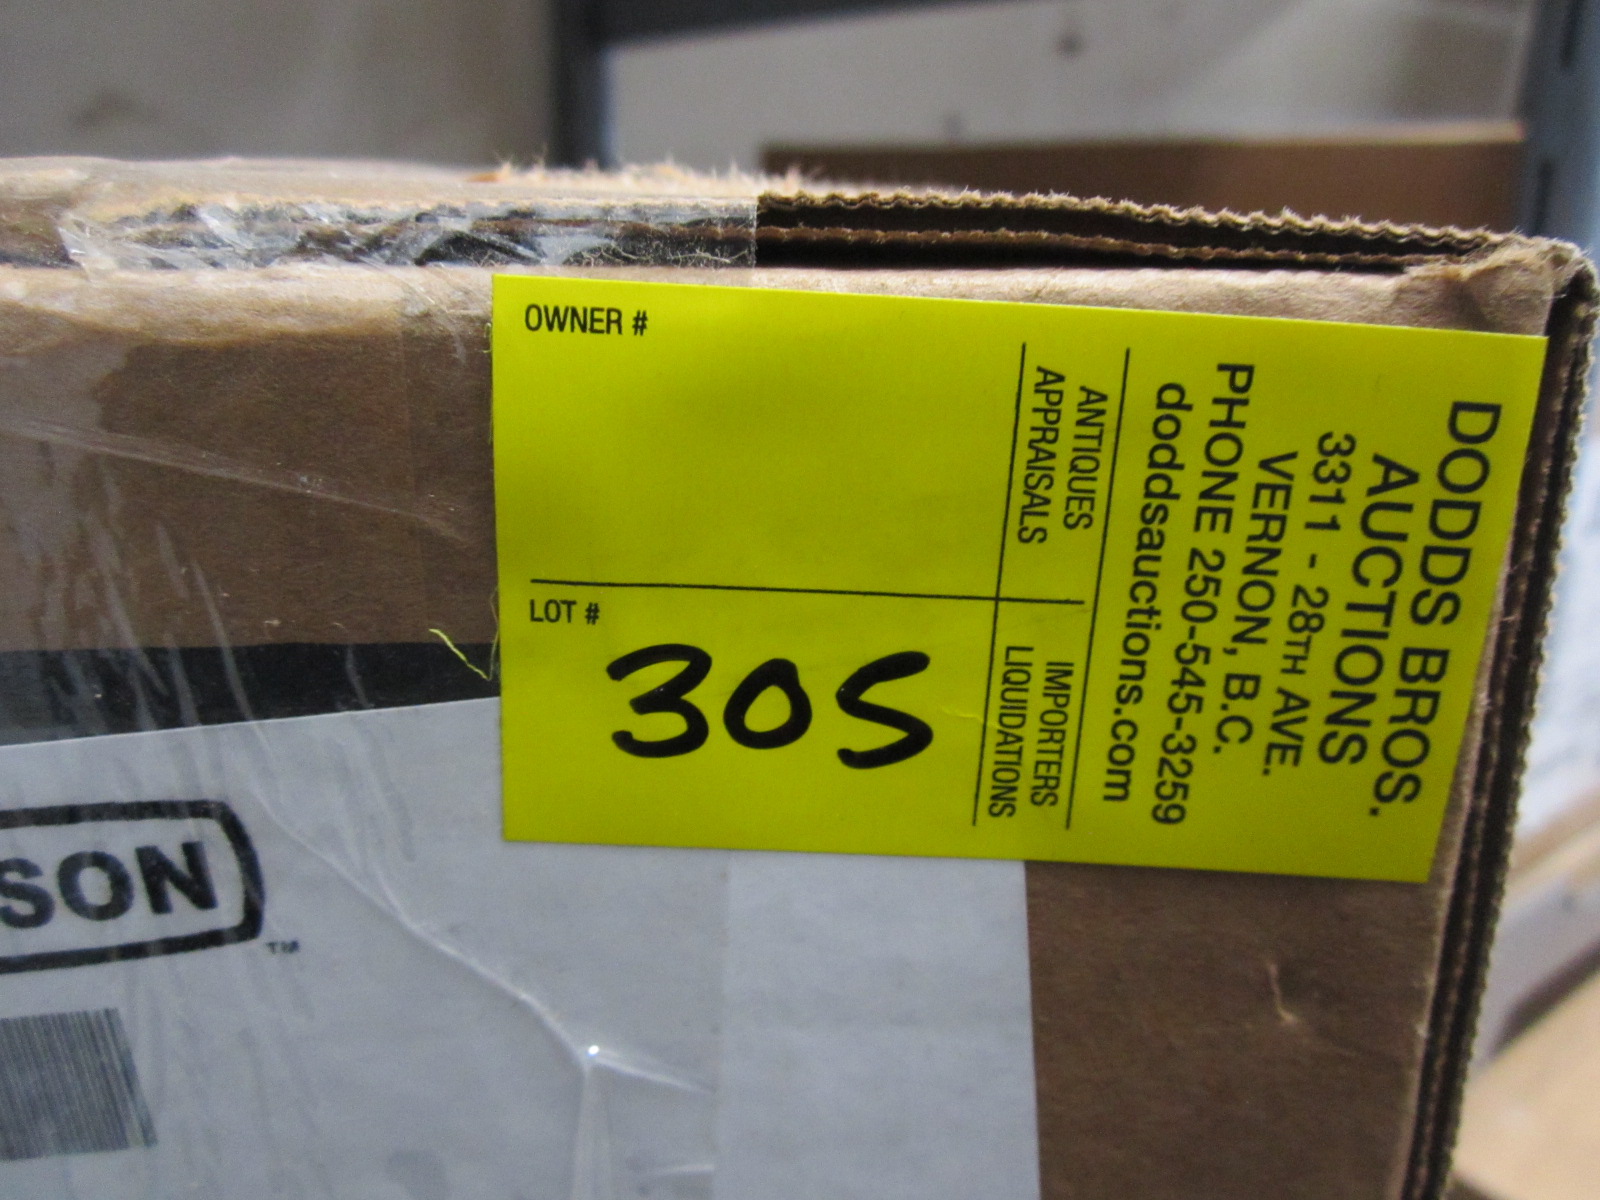 OWNER #
LOT #
305
ANTIQUES
APPRAISALS
IMPORTERS
LIQUIDATIONS
DODDS BROS.
AUCTIONS
3311 - 28TH AVE.
VERNON, B.C.
PHONE 250-545-3259
doddsauctions.com
SON
TM